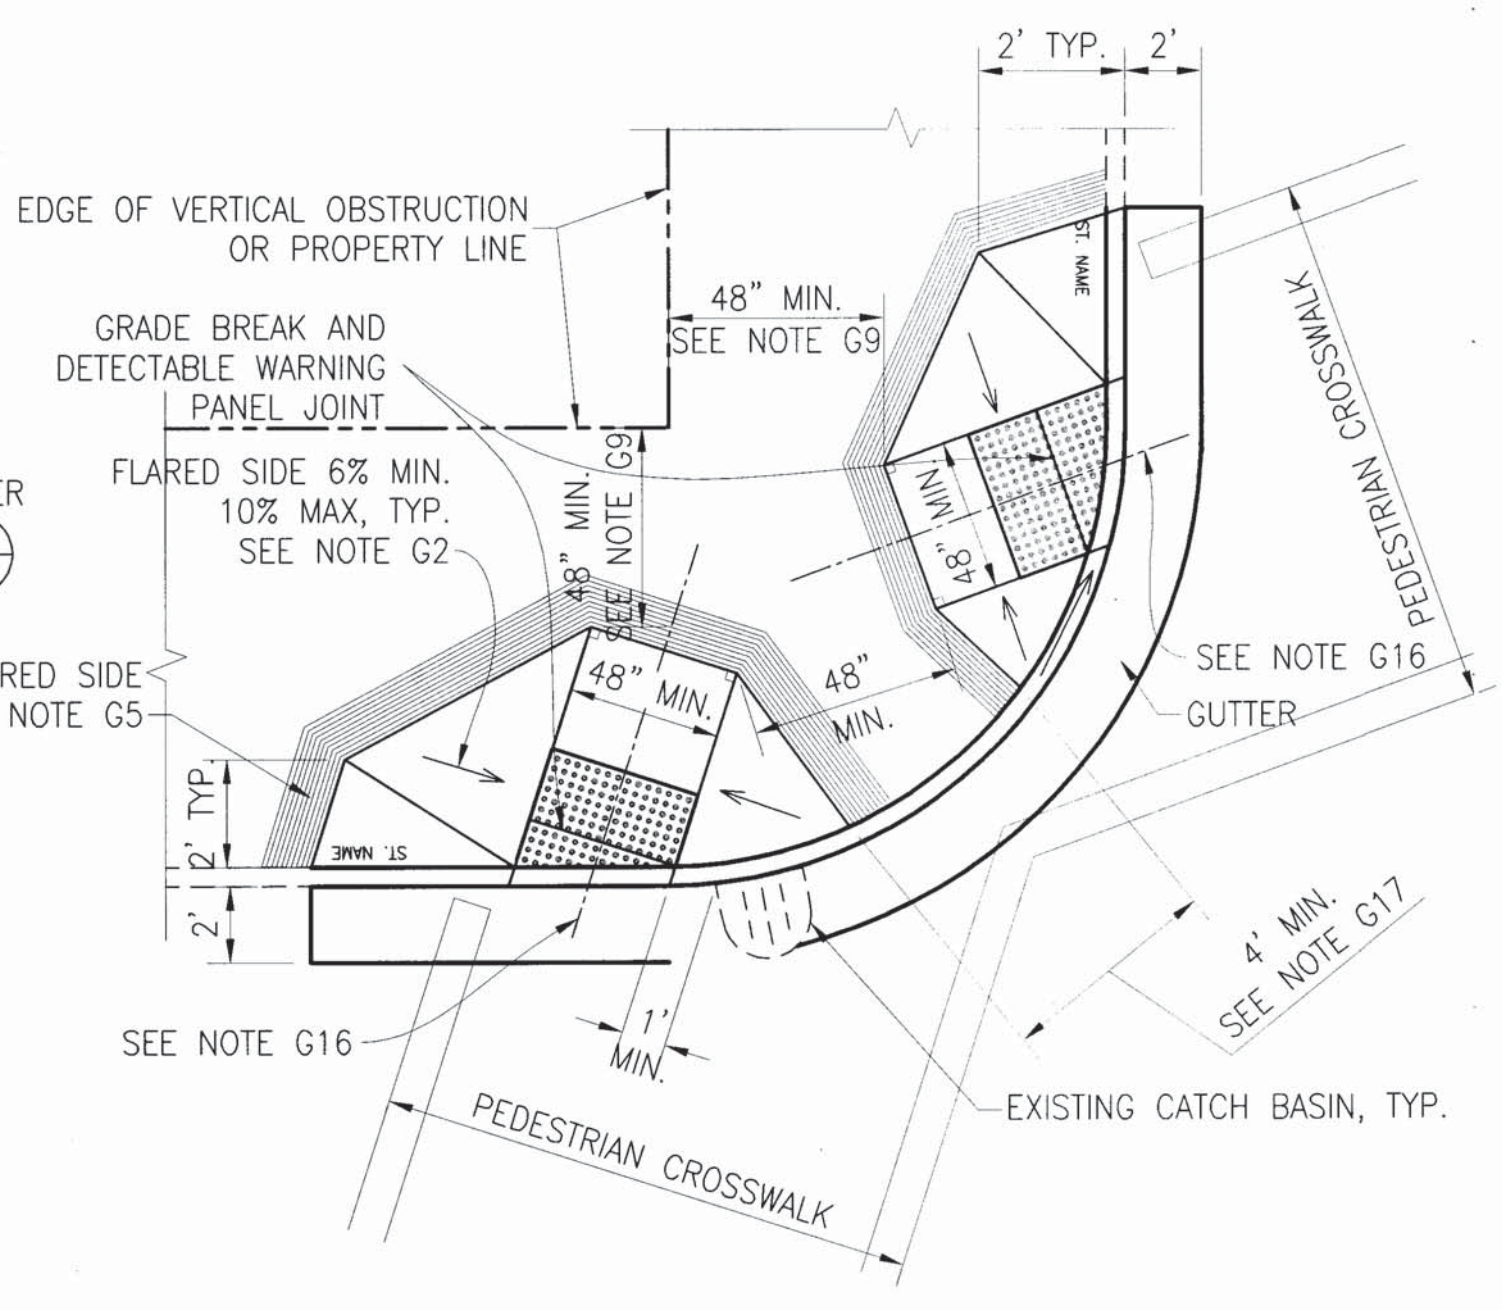 2' TYP.
2'
EDGE OF VERTICAL OBSTRUCTION
OR PROPERTY LINE
ST. NAME
48" MIN.
SEE NOTE G9
GRADE BREAK AND
DETECTABLE WARNING
PANEL JOINT
PEDESTRIAN CROSSWALK
FLARED SIDE 6% MIN.
10% MAX, TYP.
SEE NOTE G2
ER
48" MIN.
SEE NOTE G9
48" MIN
SEE NOTE G16
RED SIDE
NOTE G5
48" MIN.
48"
MIN.
GUTTER
2' TYP.
ST. NAME
2'
4' MIN.
SEE NOTE G17
SEE NOTE G16
1'
MIN.
EXISTING CATCH BASIN, TYP.
PEDESTRIAN CROSSWALK